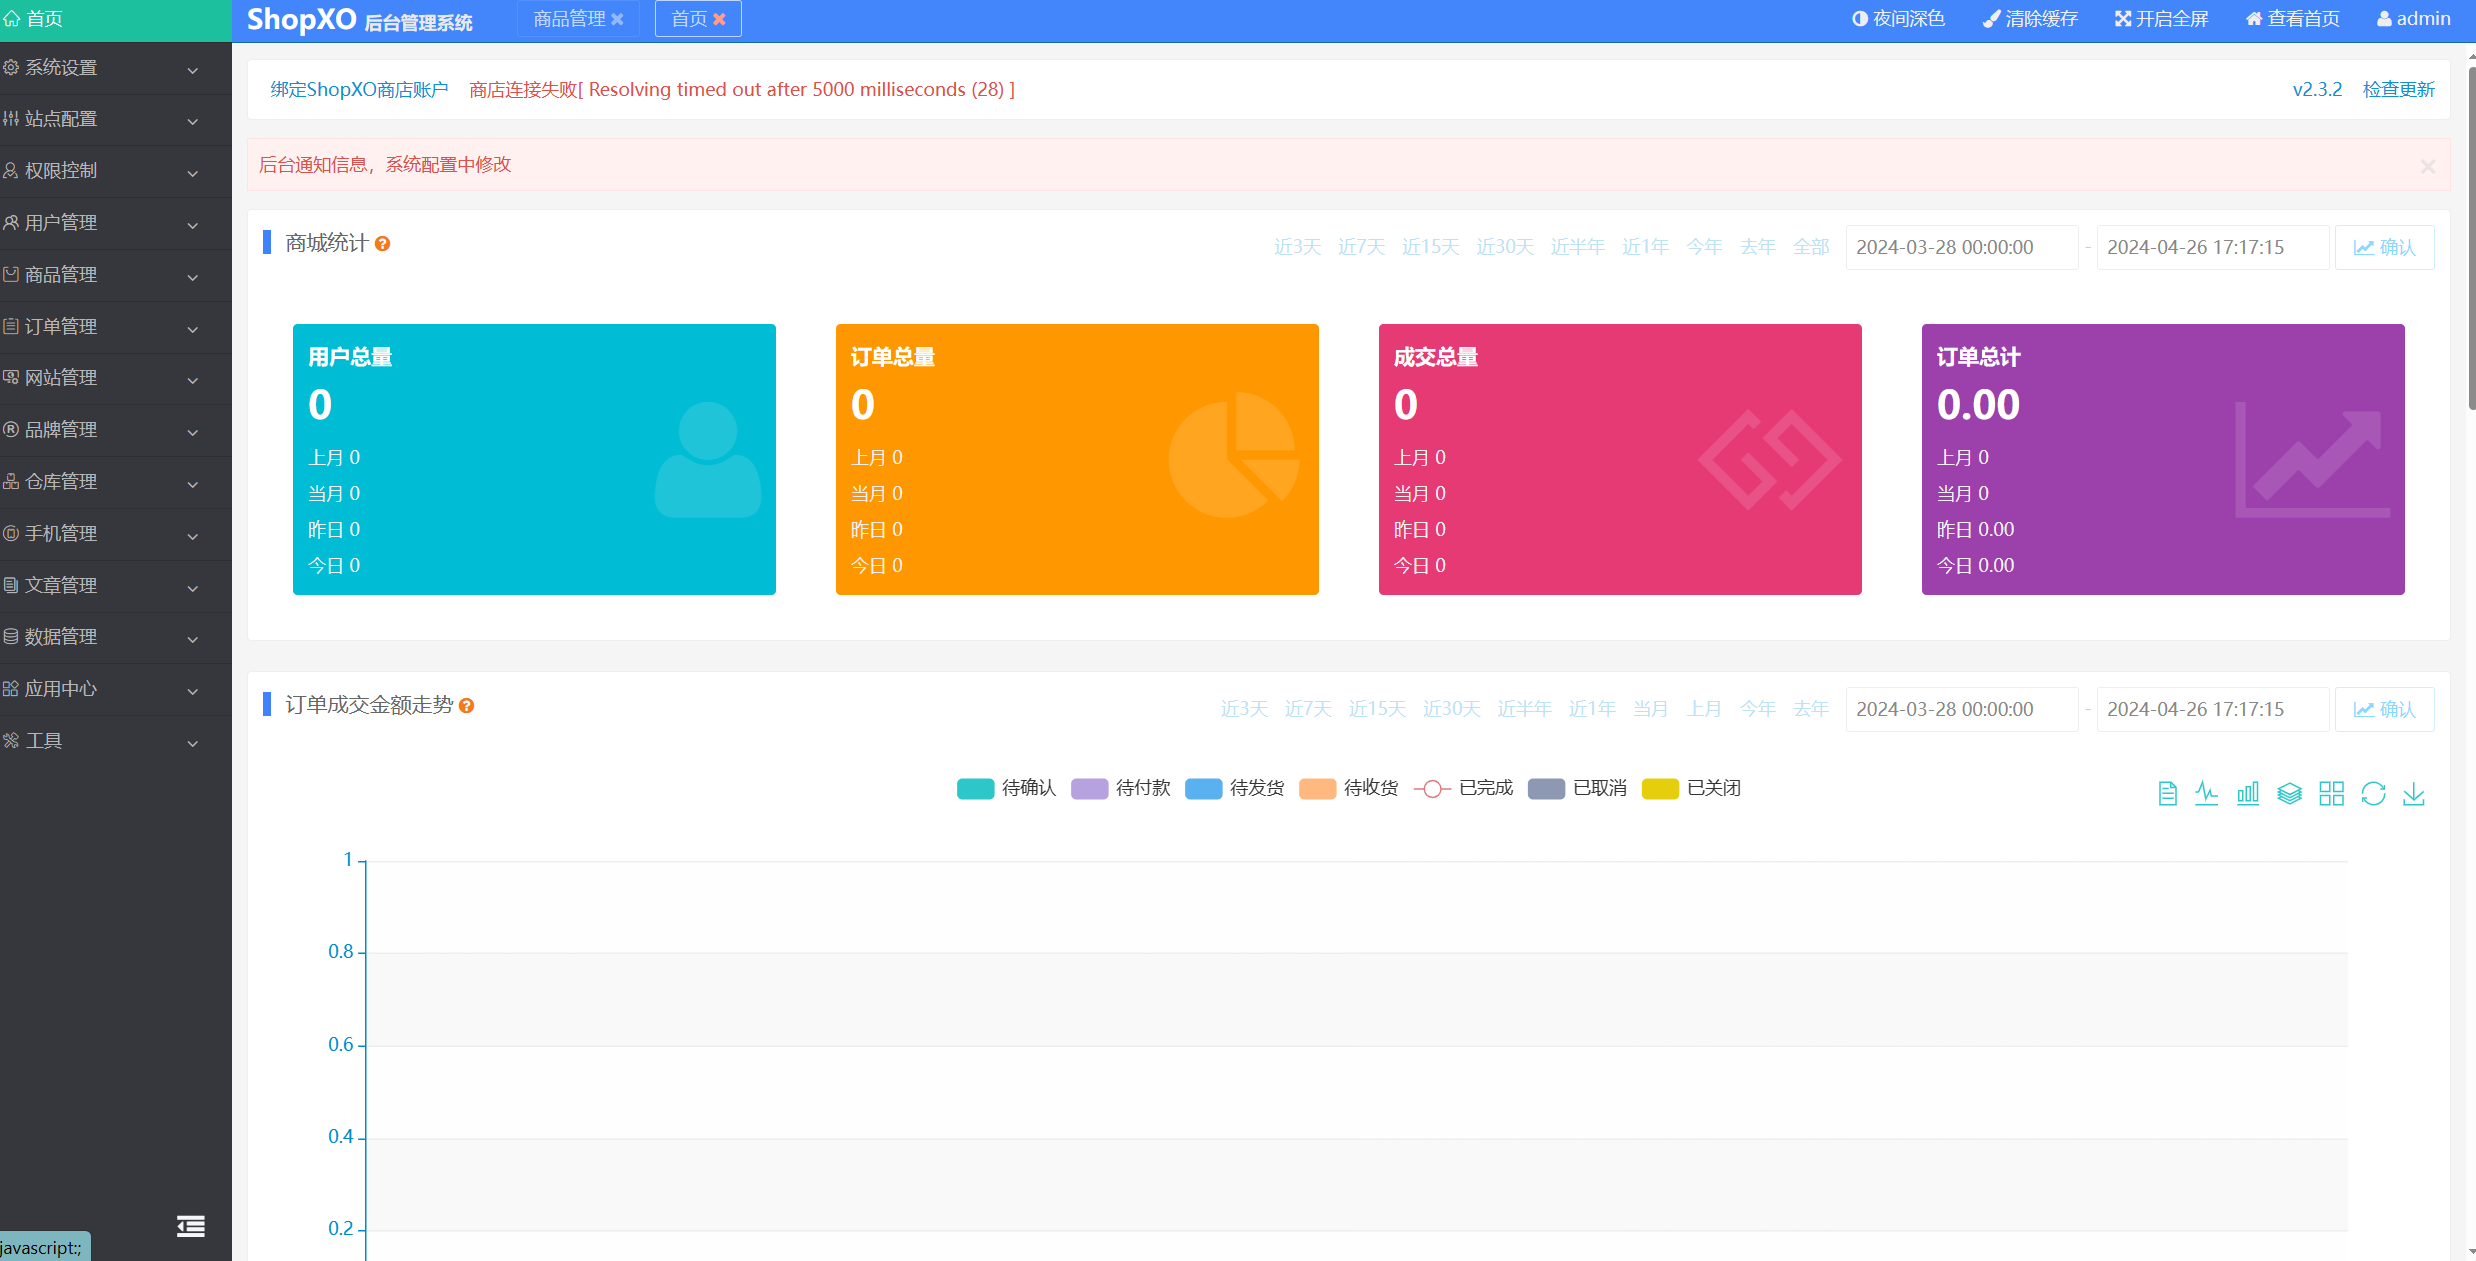 首页
ShopXO 后台管理系统
商品管理 首页
夜间深色 清除缓存 开启全屏 查看首页 admin
系统设置
站点配置
权限控制
用户管理
商品管理
订单管理
网站管理
品牌管理
仓库管理
手机管理
文章管理
数据管理
应用中心
工具
javascript:;
绑定ShopXO商店账户 商店连接失败[ Resolving timed out after 5000 milliseconds (28) ] v2.3.2 检查更新
后台通知信息，系统配置中修改
商城统计
近3天 近7天 近15天 近30天 近半年 近1年 今年 去年 全部 2024-03-28 00:00:00 - 2024-04-26 17:17:15 确认
用户总量
0
上月 0
当月 0
昨日 0
今日 0
订单总量
0
上月 0
当月 0
昨日 0
今日 0
成交总量
0
上月 0
当月 0
昨日 0
今日 0
订单总计
0.00
上月 0
当月 0
昨日 0.00
今日 0.00
订单成交金额走势
近3天 近7天 近15天 近30天 近半年 近1年 当月 上月 今年 去年 2024-03-28 00:00:00 - 2024-04-26 17:17:15 确认
待确认 待付款 待发货 待收货 已完成 已取消 已关闭
1
0.8
0.6
0.4
0.2